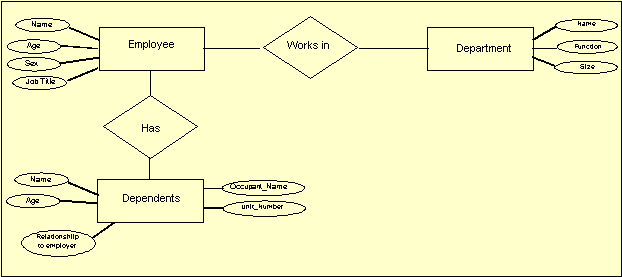 Name
Age
Sex
Job Title
Employee
Works in
Department
Name
Function
Size
Has
Name
Age
Relationship
to employer
Dependents
Occupant_Name
unit_number